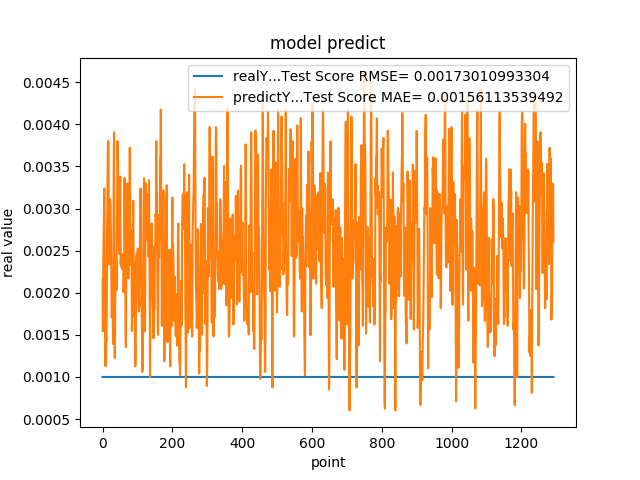 model predict
realY...Test Score RMSE= 0.00173010993304
predictY...Test Score MAE= 0.00156113539492
0.0045
0.0040
0.0035
0.0030
0.0025
0.0020
0.0015
0.0010
0.0005
real value
0 200 400 600 800 1000 1200
point